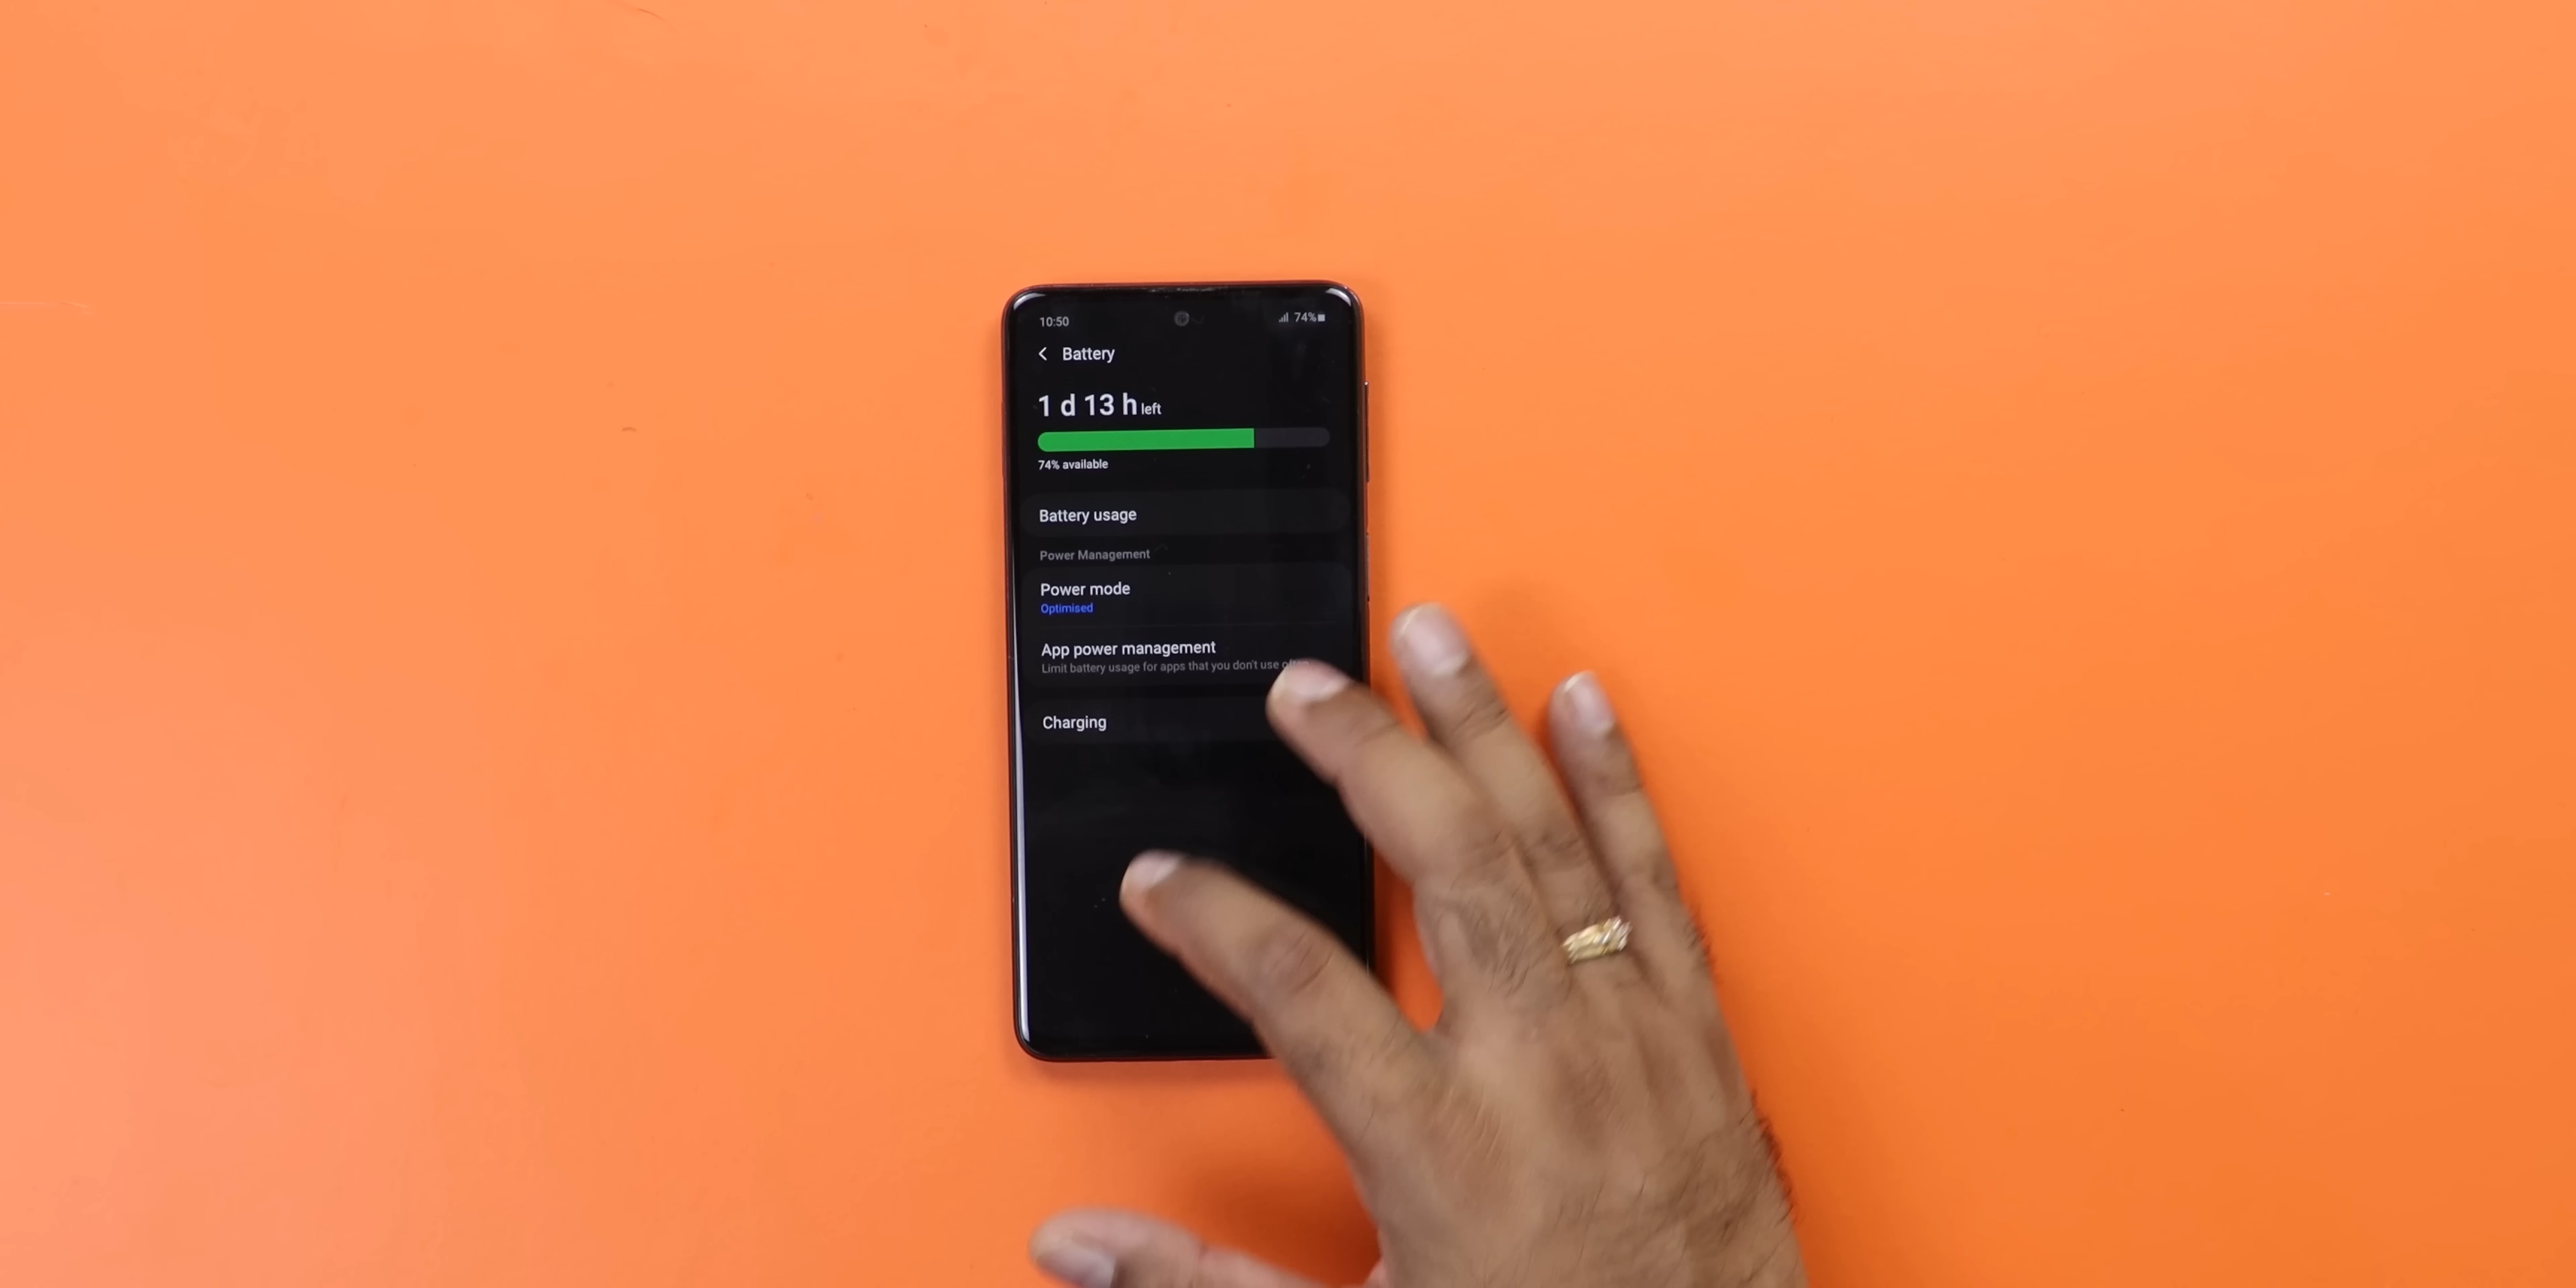 10:50
74%
Battery
1 d 13 h left
74% available
Battery usage
Power Management
Power mode
Optimised
App power management
Limit battery usage for apps that you don't use often
Charging